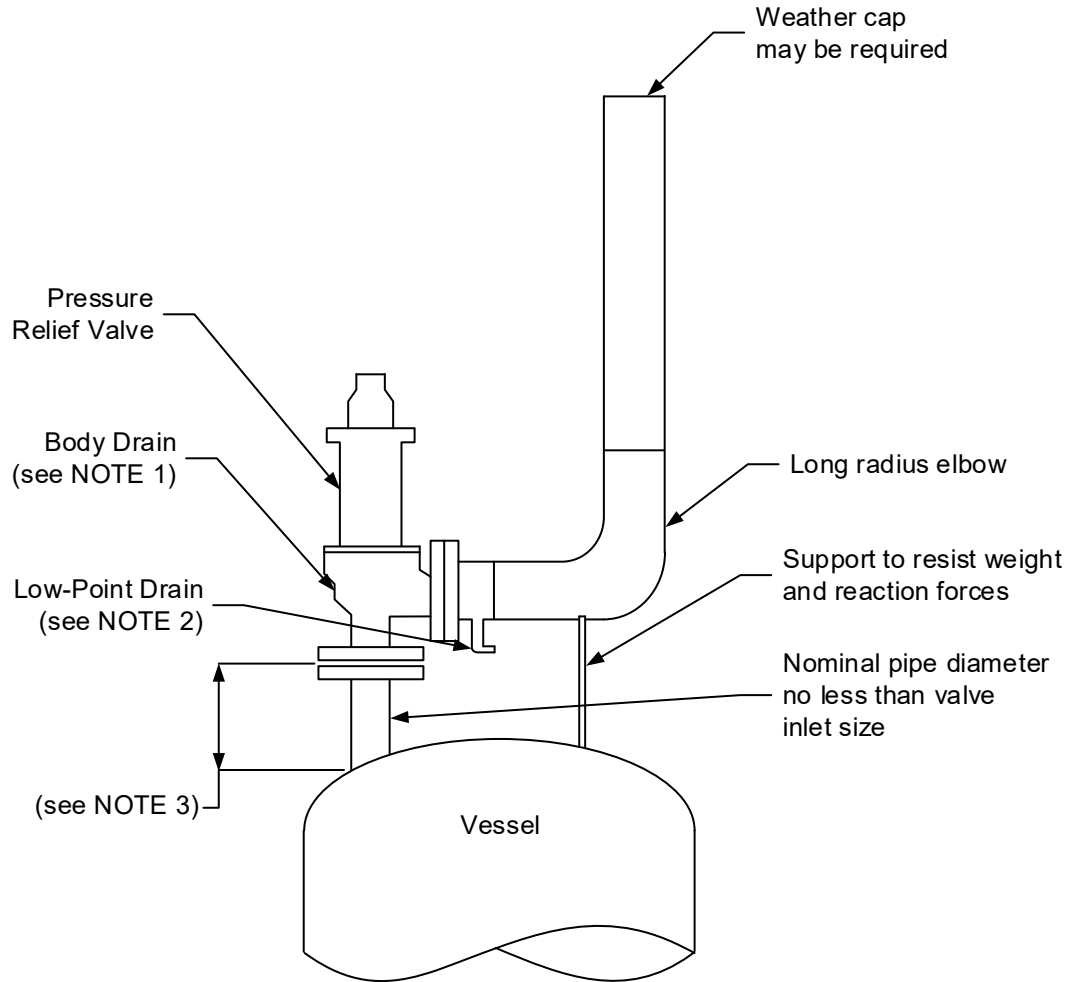 Weather cap
may be required
Pressure
Relief Valve
Body Drain
(see NOTE 1)
Long radius elbow
Low-Point Drain
(see NOTE 2)
Support to resist weight
and reaction forces
Nominal pipe diameter
no less than valve
inlet size
(see NOTE 3)
Vessel